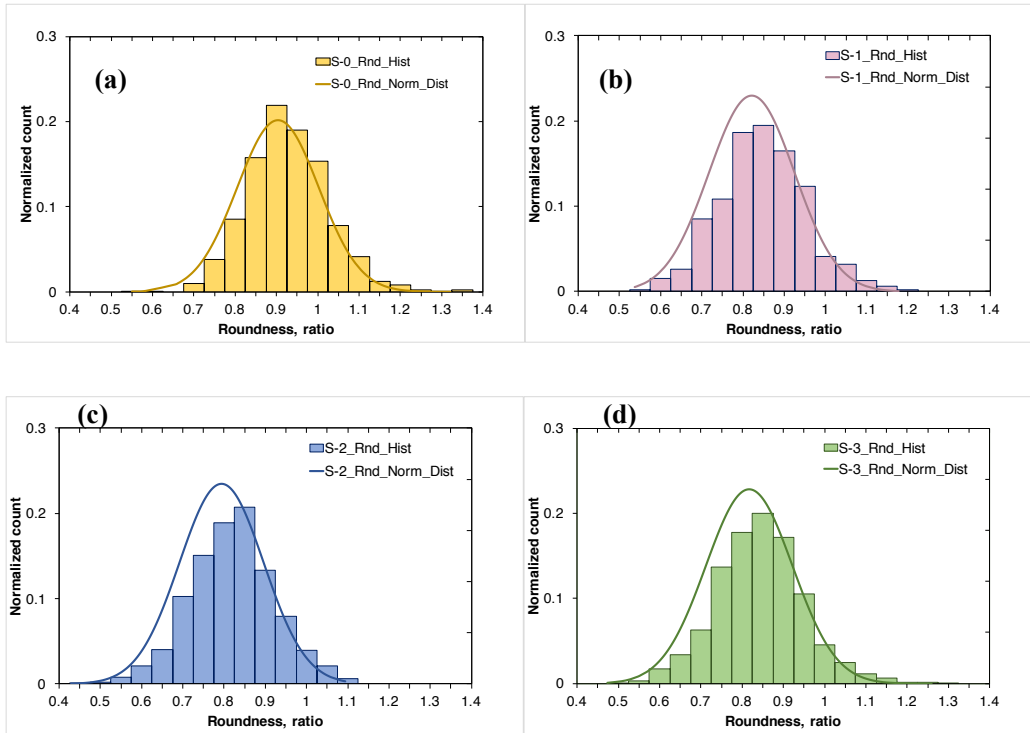 (a)
S-0_Rnd_Hist
S-0_Rnd_Norm_Dist
Normalized count
0.3
0.2
0.1
0
0.4 0.5 0.6 0.7 0.8 0.9 1 1.1 1.2 1.3 1.4
Roundness, ratio
(b)
S-1_Rnd_Hist
S-1_Rnd_Norm_Dist
Normalized count
0.3
0.2
0.1
0
0.4 0.5 0.6 0.7 0.8 0.9 1 1.1 1.2 1.3 1.4
Roundness, ratio
(c)
S-2_Rnd_Hist
S-2_Rnd_Norm_Dist
Normalized count
0.3
0.2
0.1
0
0.4 0.5 0.6 0.7 0.8 0.9 1 1.1 1.2 1.3 1.4
Roundness, ratio
(d)
S-3_Rnd_Hist
S-3_Rnd_Norm_Dist
Normalized count
0.3
0.2
0.1
0
0.4 0.5 0.6 0.7 0.8 0.9 1 1.1 1.2 1.3 1.4
Roundness, ratio